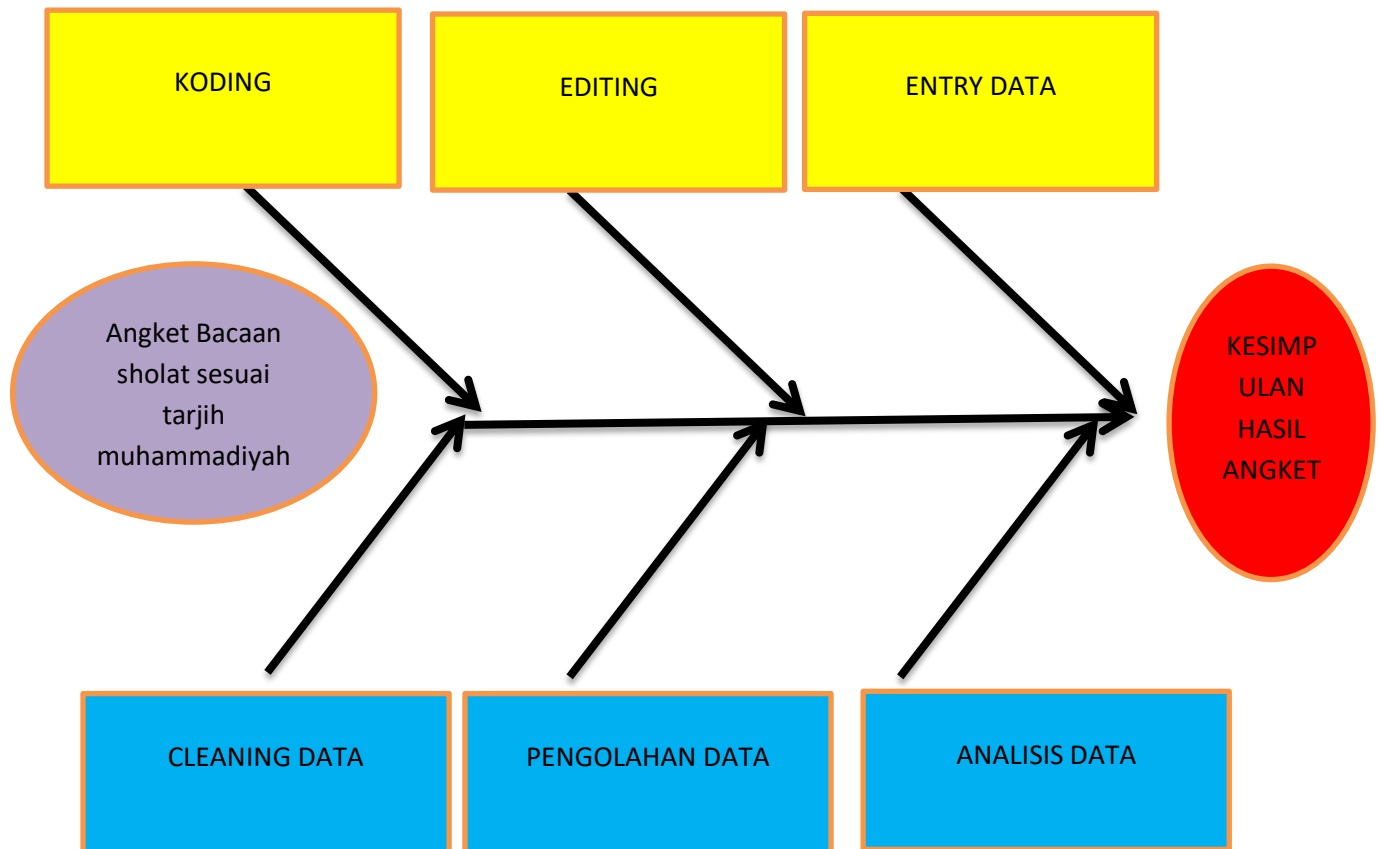 KODING
EDITING
ENTRY DATA
Angket Bacaan
sholat sesuai
tarjih
muhammadiyah
KESIMP
ULAN
HASIL
ANGKET
CLEANING DATA
PENGOLAHAN DATA
ANALISIS DATA